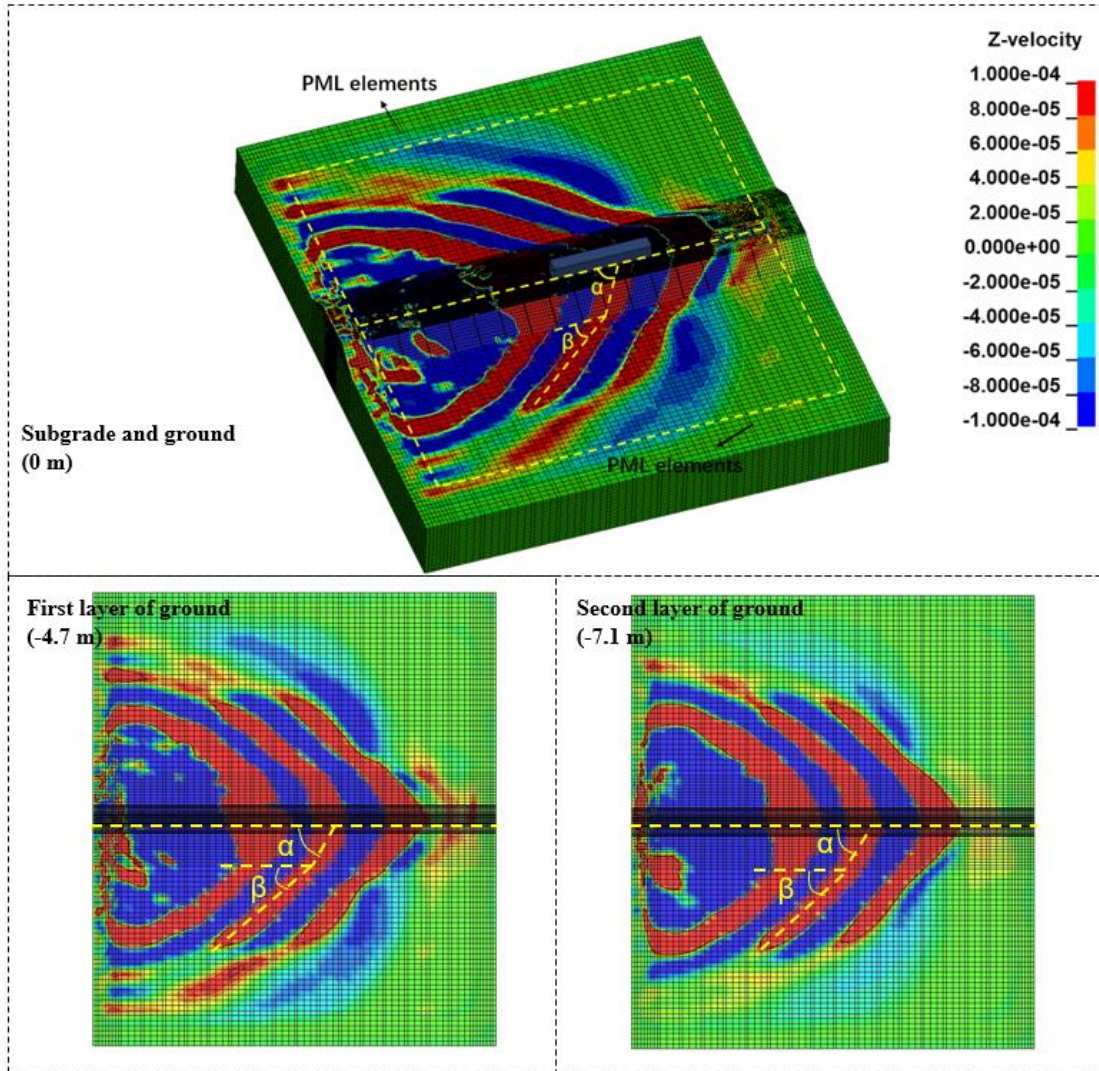 PML elements
Z-velocity
1.000e-04
8.000e-05
6.000e-05
4.000e-05
2.000e-05
0.000e+00
-2.000e-05
-4.000e-05
-6.000e-05
-8.000e-05
-1.000e-04
α
β
Subgrade and ground
(0 m)
PML elements
First layer of ground
(-4.7 m)
α
β
Second layer of ground
(-7.1 m)
α
β